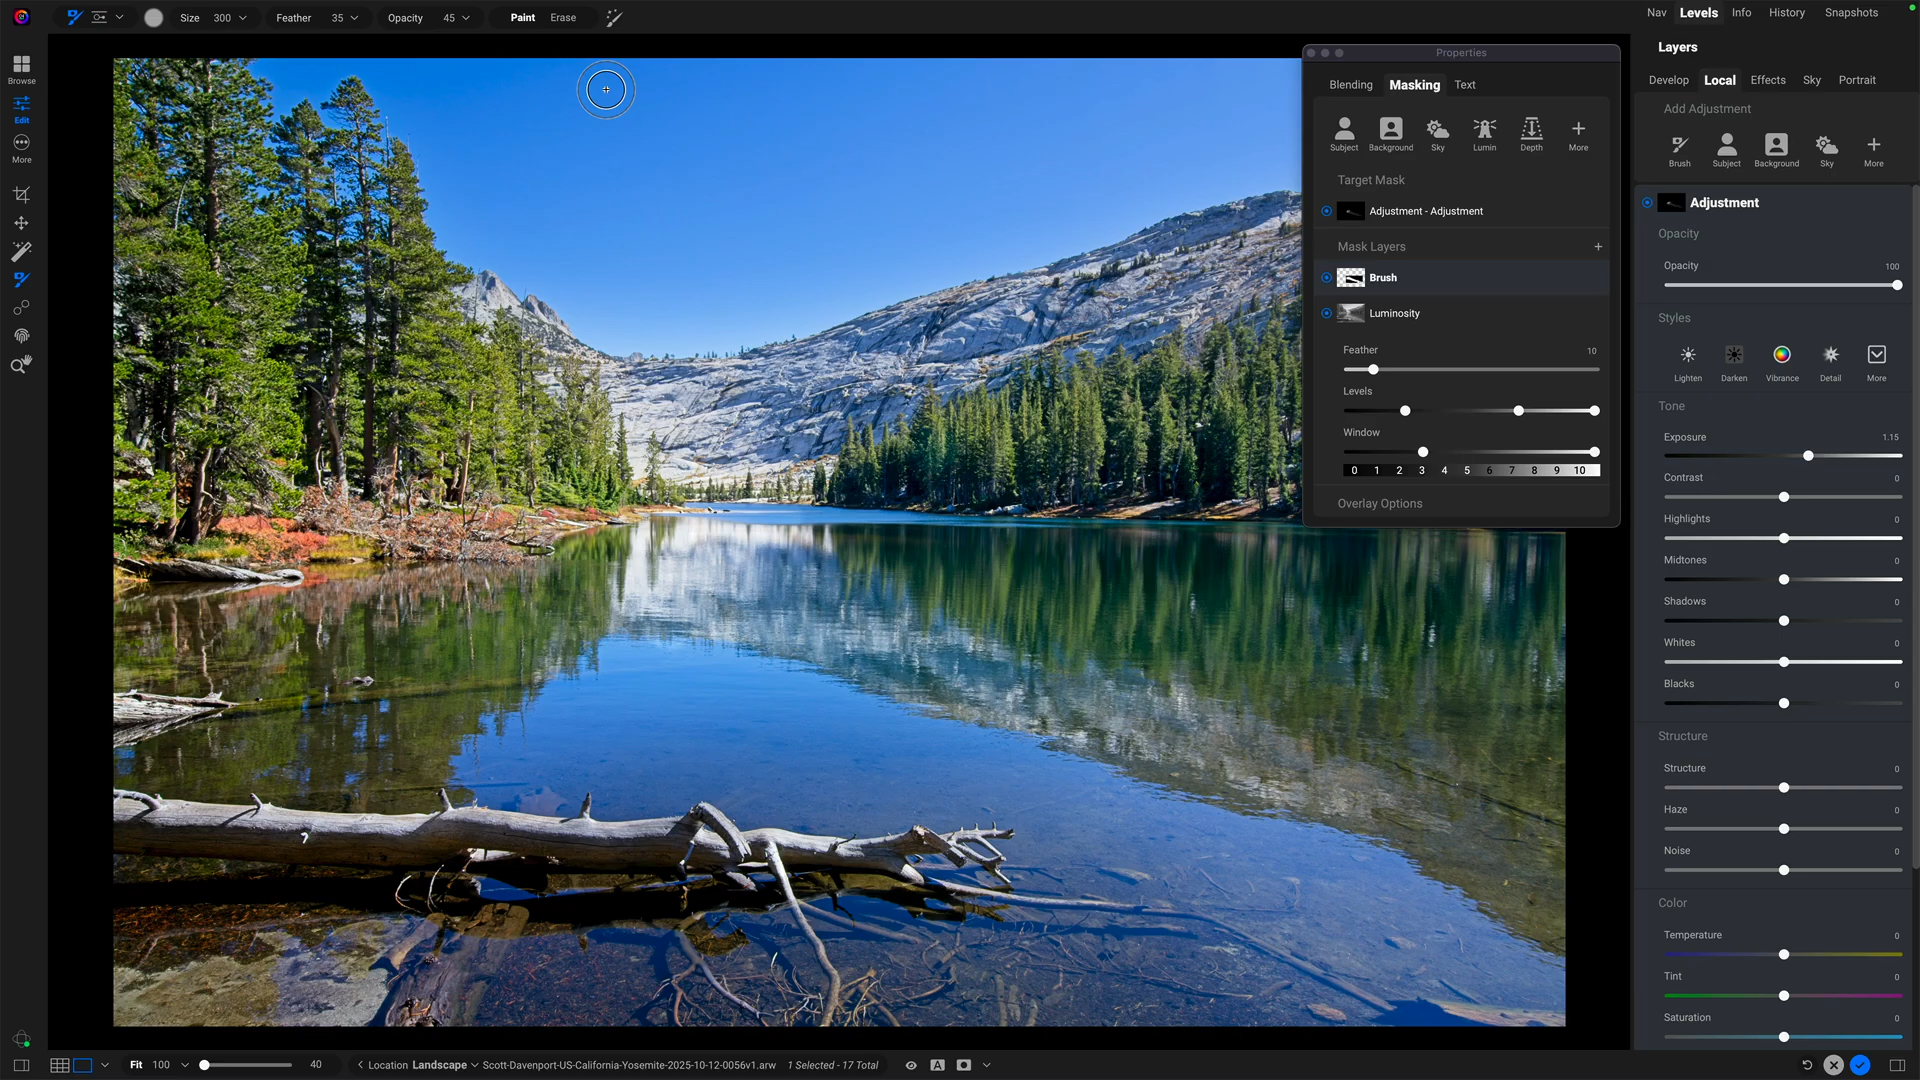 Size 300 Feather 35 Opacity 45 Paint Erase
Nav Levels Info History Snapshots
Browse
Edit
More
Properties
Blending Masking Text
Subject Background Sky Lumin Depth More
Target Mask
Adjustment - Adjustment
Mask Layers +
Brush
Luminosity
Feather 10
Levels
Window
0 1 2 3 4 5 6 7 8 9 10
Overlay Options
Layers
Develop Local Effects Sky Portrait
Add Adjustment
Brush Subject Background Sky More
Adjustment
Opacity
Opacity 100
Styles
Lighten Darken Vibrance Detail More
Tone
Exposure 1.15
Contrast 0
Highlights 0
Midtones 0
Shadows 0
Whites 0
Blacks 0
Structure
Structure 0
Haze 0
Noise 0
Color
Temperature 0
Tint 0
Saturation 0
Fit 100 40 Location Landscape Scott-Davenport-US-California-Yosemite-2025-10-12-0056v1.arw 1 Selected - 17 Total A